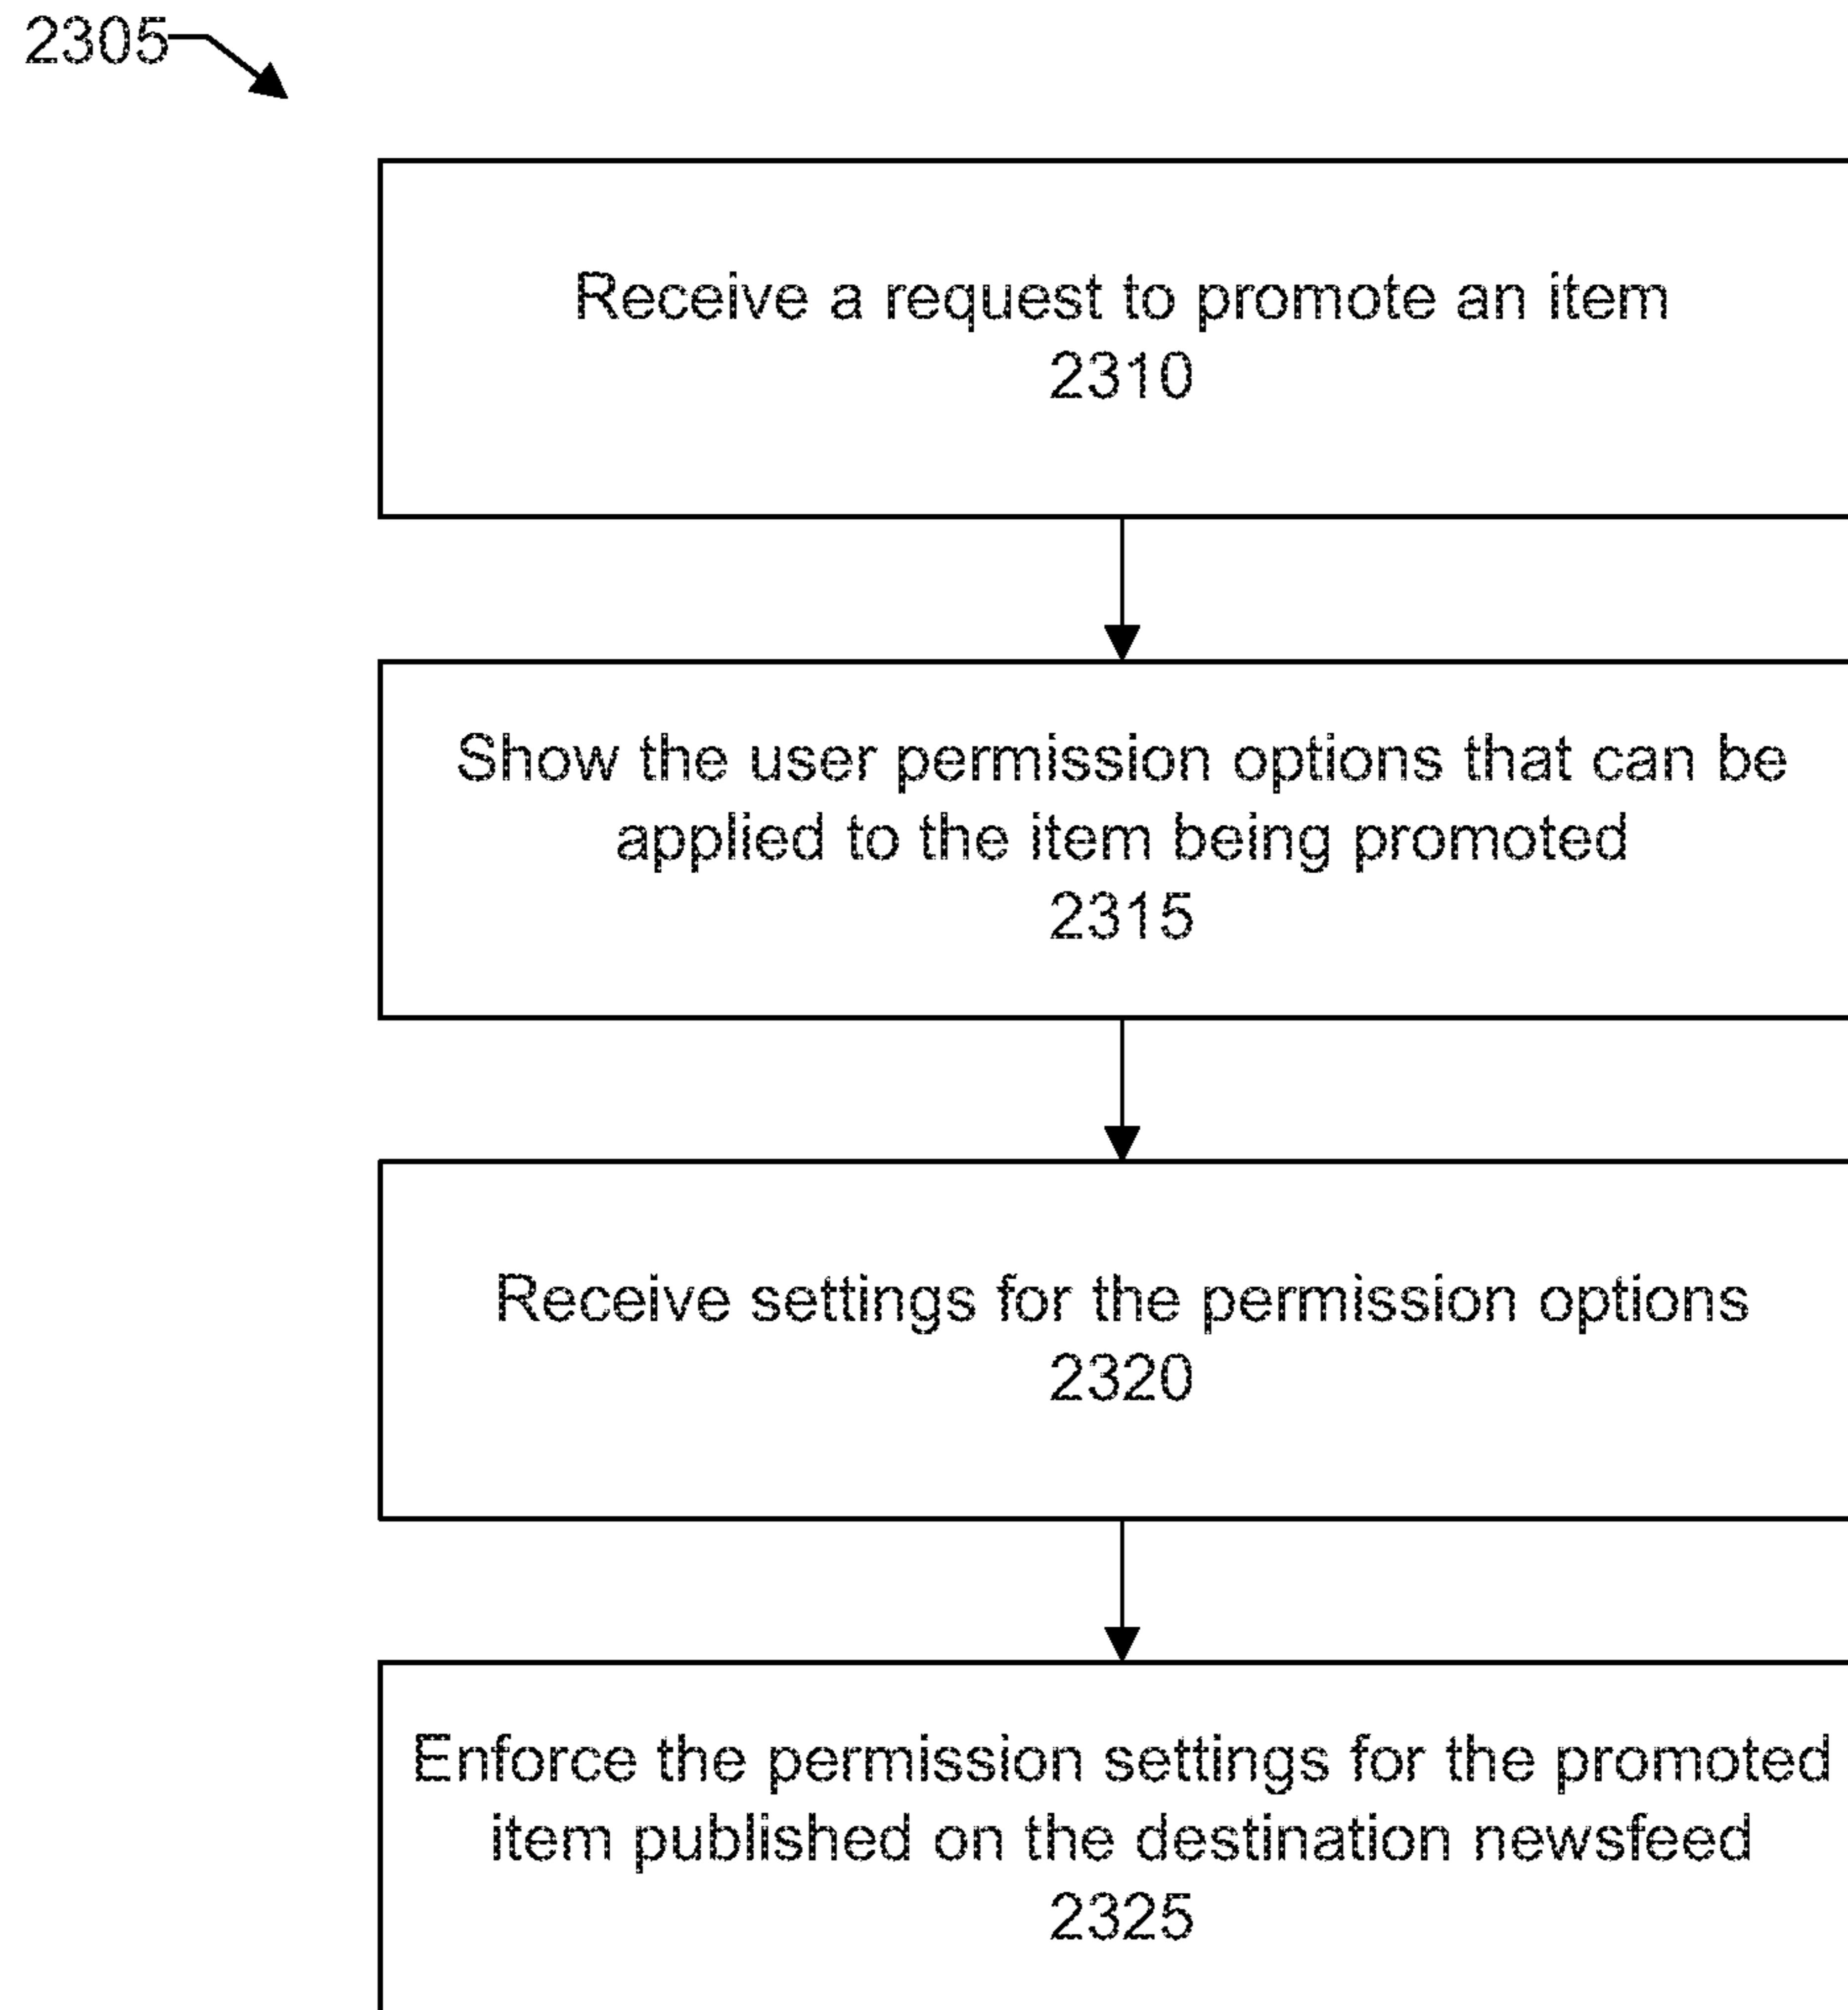 2305
Receive a request to promote an item
2310
Show the user permission options that can be
applied to the item being promoted
2315
Receive settings for the permission options
2320
Enforce the permission settings for the promoted
item published on the destination newsfeed
2325